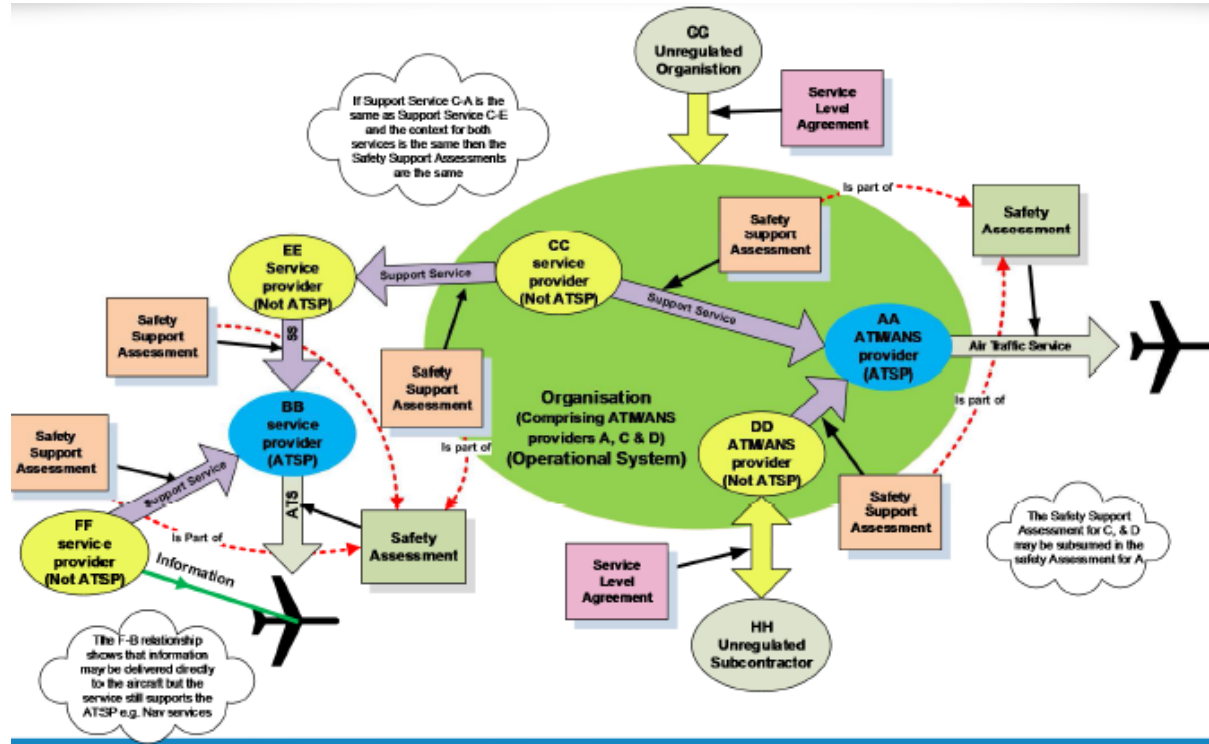 GG
Unregulated
Organistion
Service
Level
Agreement
If Support Service C-A is the
same as Support Service C-E
and the context for both
services is the same then the
Safety Support Assessments
are the same
Is part of
Safety
Support
Assessment
Safety
Assessment
EE
Service
provider
(Not ATSP)
Support Service
CC
service
provider
(Not ATSP)
Support Service
AA
ATM/ANS
provider
(ATSP)
Air Traffic Service
Safety
Support
Assessment
SS
Safety
Support
Assessment
Is part of
Organisation
(Comprising ATM/ANS
providers A, C & D)
(Operational System)
Is part of
BB
service
provider
(ATSP)
Safety
Support
Assessment
Support Service
ATS
DD
ATM/ANS
provider
(Not ATSP)
Safety
Support
Assessment
FF
service
provider
(Not ATSP)
Is Part of
Information
Safety
Assessment
The Safety Support
Assessment for C, & D
may be subsumed in the
safety Assessment for A
Service
Level
Agreement
HH
Unregulated
Subcontractor
The F-B relationship
shows that information
may be delivered directly
to the aircraft but the
service still supports the
ATSP e.g. Nav services